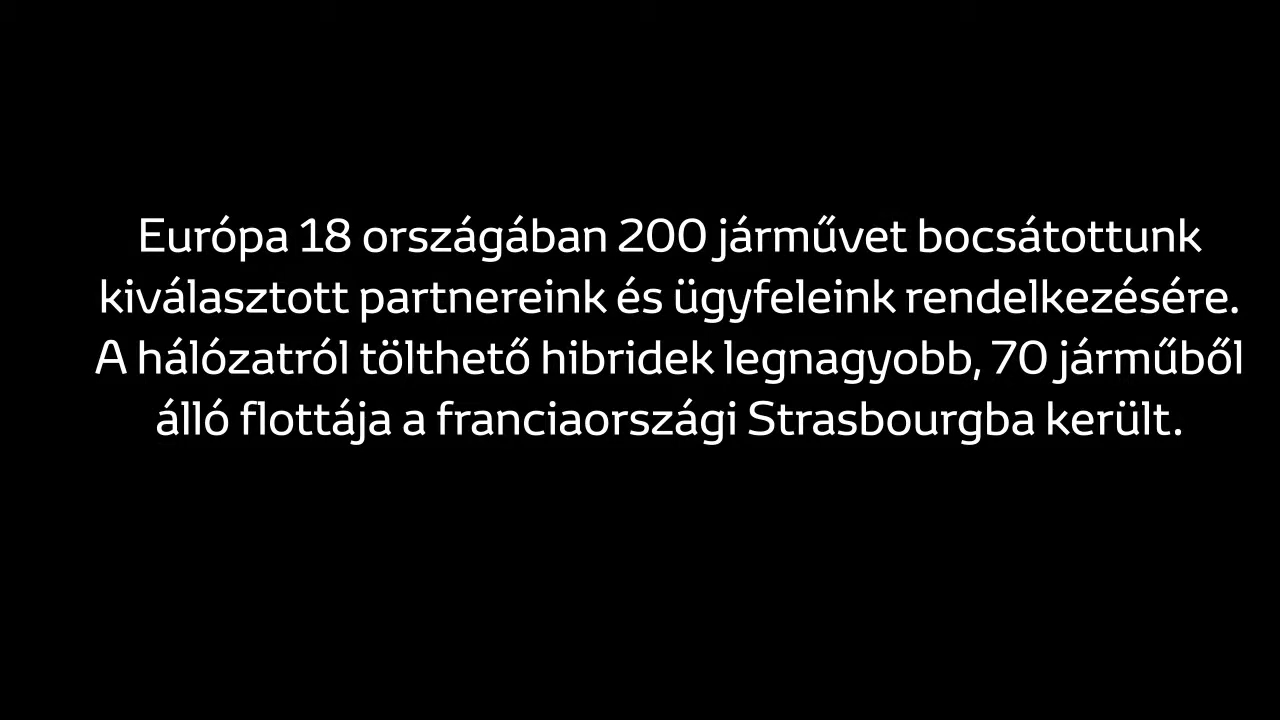 Európa 18 országában 200 járművet bocsátottunk
kiválasztott partnereink és ügyfeleink rendelkezésére.
A hálózatról tölthető hibridek legnagyobb, 70 járműből
álló flottája a franciaországi Strasbourgba került.